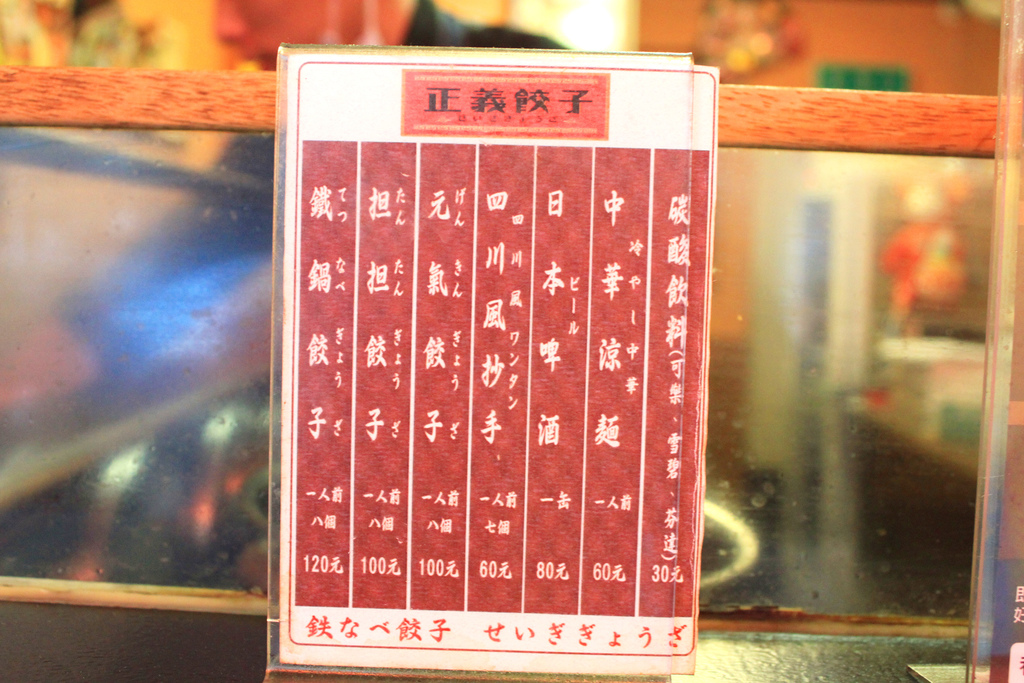 正義餃子
碳酸飲料(可樂、雪碧、芬達)
30元
中華涼麵
冷やし中華
一人前
60元
日本啤酒
ビール
一缶
80元
四川風抄手
四川風ワンタン
一人前
七個
60元
元氣餃子
げんきんぎょうざ
一人前
八個
100元
担担餃子
たんたんぎょうざ
一人前
八個
100元
鐵鍋餃子
てつなべぎょうざ
一人前
八個
120元
鉄なべ餃子 せいぎぎょうざ